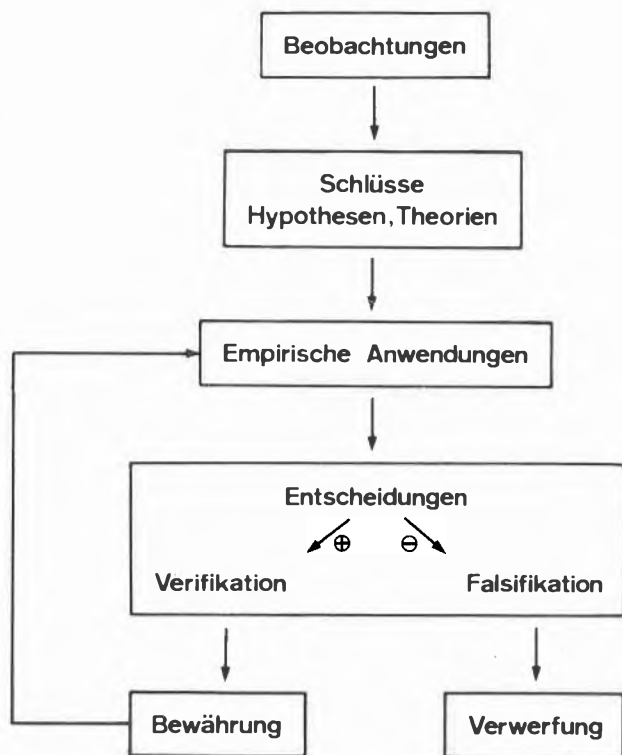 Beobachtungen
Schlüsse
Hypothesen, Theorien
Empirische Anwendungen
Entscheidungen
⊕ ⊖
Verifikation Falsifikation
Bewährung Verwerfung